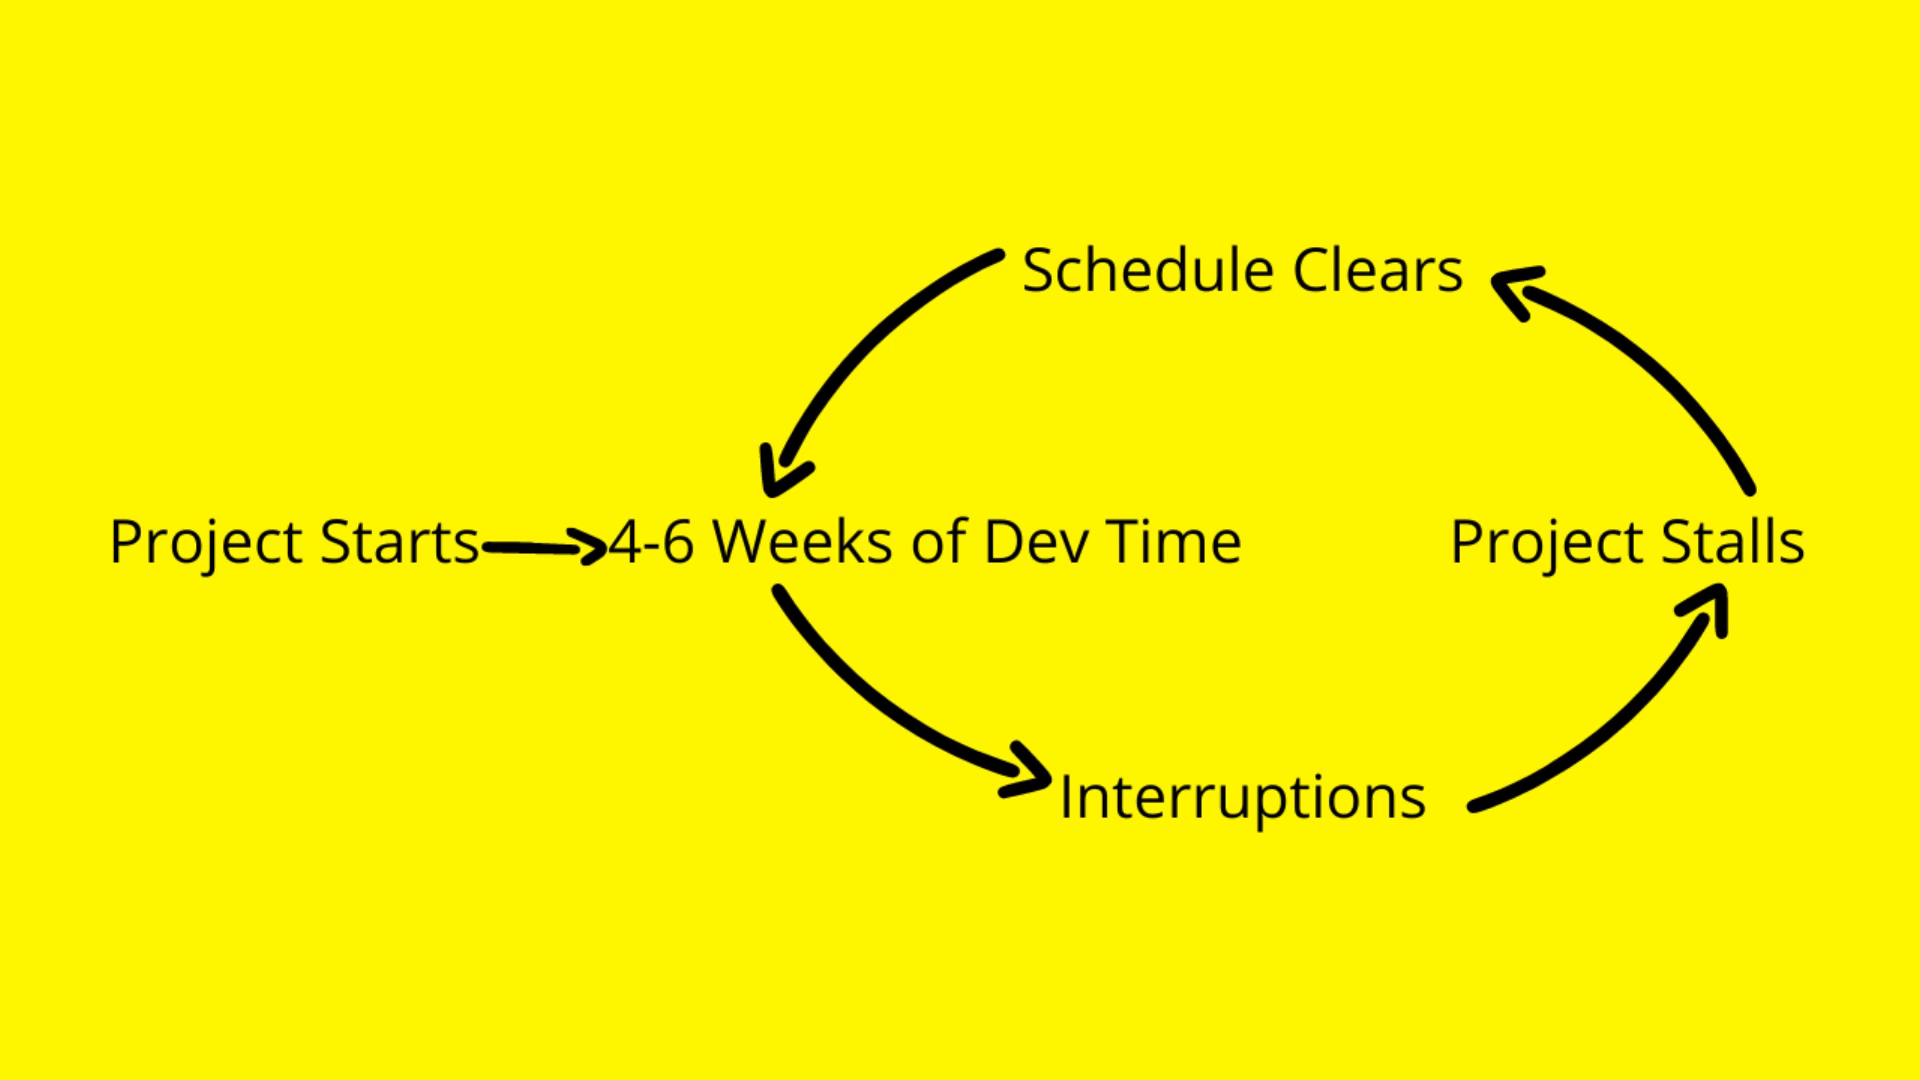 Schedule Clears
Project Starts
4-6 Weeks of Dev Time
Project Stalls
Interruptions